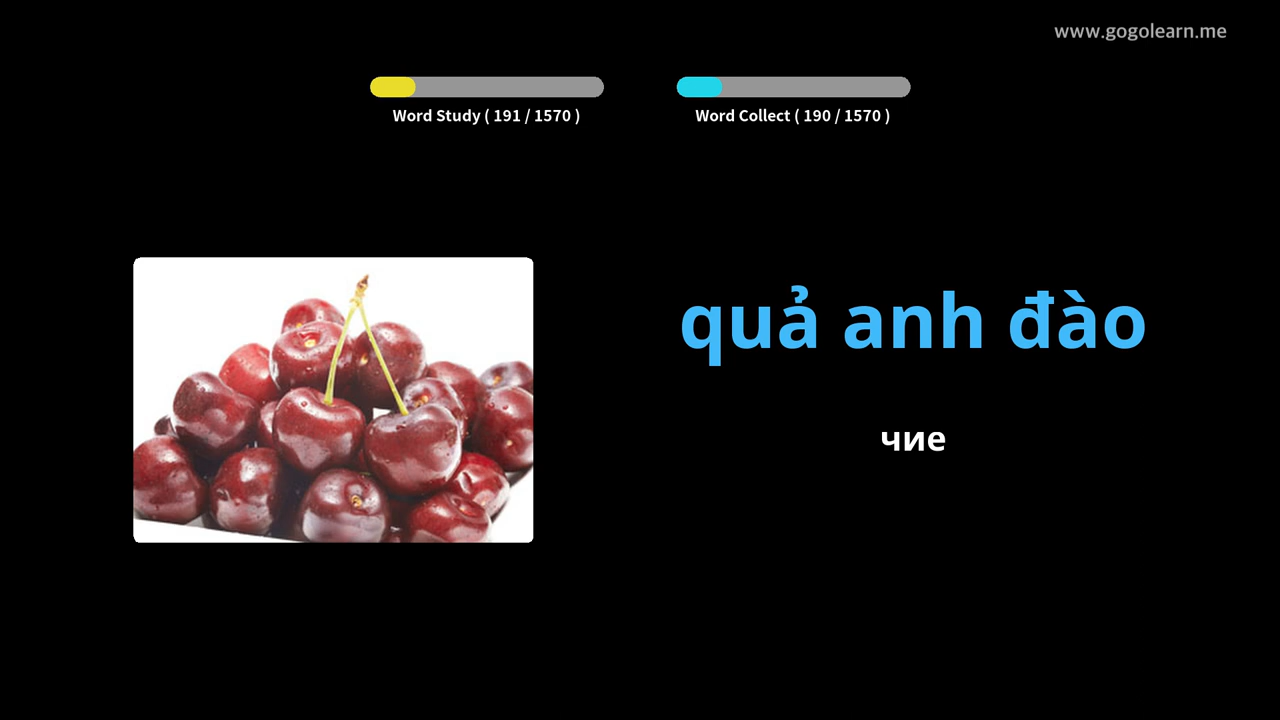 www.gogolearn.me
Word Study ( 191 / 1570 )
Word Collect ( 190 / 1570 )
quả anh đào
чие